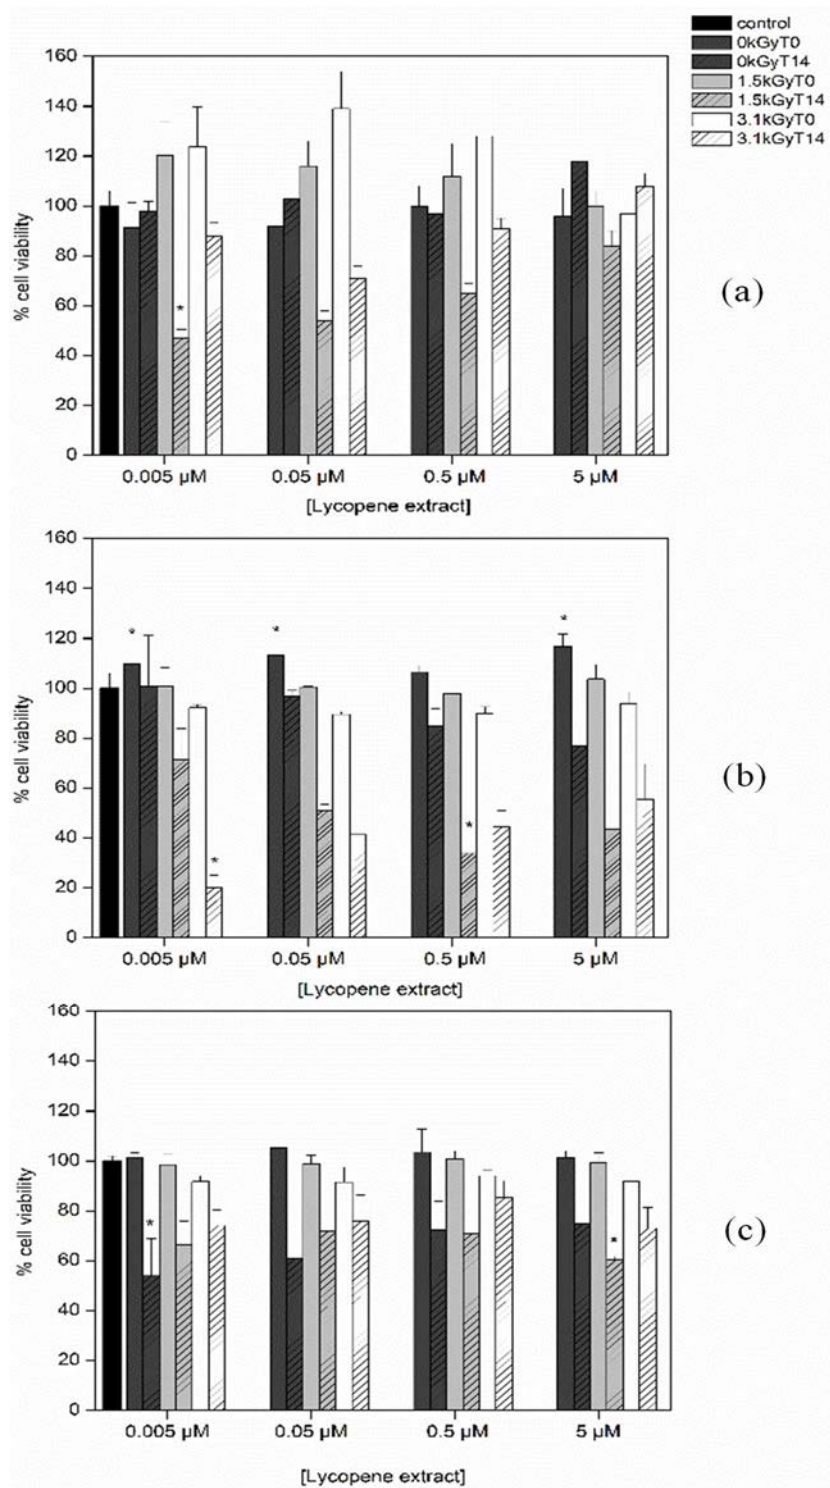 control
0kGyT0
0kGyT14
1.5kGyT0
1.5kGyT14
3.1kGyT0
3.1kGyT14
160
140
120
100
80
60
40
20
0
% cell viability
*
0.005 µM 0.05 µM 0.5 µM 5 µM
[Lycopene extract]
(a)
160
140
120
100
80
60
40
20
0
% cell viability
* * *
*
*
0.005 µM 0.05 µM 0.5 µM 5 µM
[Lycopene extract]
(b)
160
140
120
100
80
60
40
20
0
% cell viability
* *
0.005 µM 0.05 µM 0.5 µM 5 µM
[Lycopene extract]
(c)